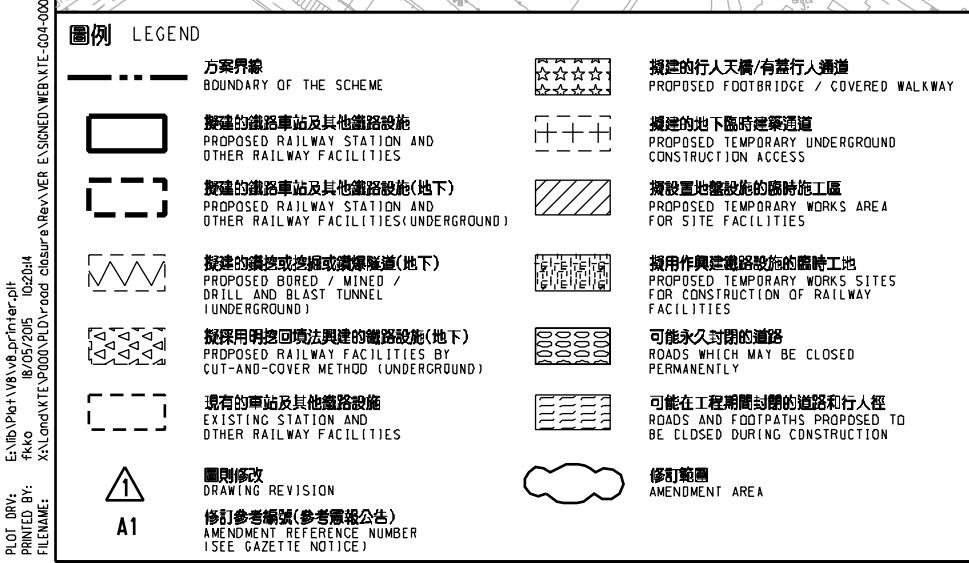 圖例 LEGEND
方案界線
BOUNDARY OF THE SCHEME
擬建的鐵路車站及其他鐵路設施
PROPOSED RAILWAY STATION AND
OTHER RAILWAY FACILITIES
擬建的鐵路車站及其他鐵路設施(地下)
PROPOSED RAILWAY STATION AND
OTHER RAILWAY FACILITIES(UNDERGROUND)
擬建的鑽挖或挖掘或鑽爆隧道(地下)
PROPOSED BORED / MINED /
DRILL AND BLAST TUNNEL
(UNDERGROUND)
擬採用明挖回填法興建的鐵路設施(地下)
PROPOSED RAILWAY FACILITIES BY
CUT-AND-COVER METHOD (UNDERGROUND)
現有的車站及其他鐵路設施
EXISTING STATION AND
OTHER RAILWAY FACILITIES
1
圖則修改
DRAWING REVISION
A1
修訂參考編號(參考憲報公告)
AMENDMENT REFERENCE NUMBER
(SEE GAZETTE NOTICE)
擬建的行人天橋/有蓋行人通道
PROPOSED FOOTBRIDGE / COVERED WALKWAY
擬建的地下臨時建築通道
PROPOSED TEMPORARY UNDERGROUND
CONSTRUCTION ACCESS
擬設置地盤設施的臨時施工區
PROPOSED TEMPORARY WORKS AREA
FOR SITE FACILITIES
擬用作興建鐵路設施的臨時工地
PROPOSED TEMPORARY WORKS SITES
FOR CONSTRUCTION OF RAILWAY
FACILITIES
可能永久封閉的道路
ROADS WHICH MAY BE CLOSED
PERMANENTLY
可能在工程期間封閉的道路和行人徑
ROADS AND FOOTPATHS PROPOSED TO
BE CLOSED DURING CONSTRUCTION
修訂範圍
AMENDMENT AREA
PLOT DRV: E:\lib\Plot\V8\v8.printer.plt
PRINTED BY: fkko 18/05/2015 10:20:14
FILENAME: X:\Land\KTE\P000\PLD\road closure\Rev\VER E\SIGNED\WEB\KTE-G04-000